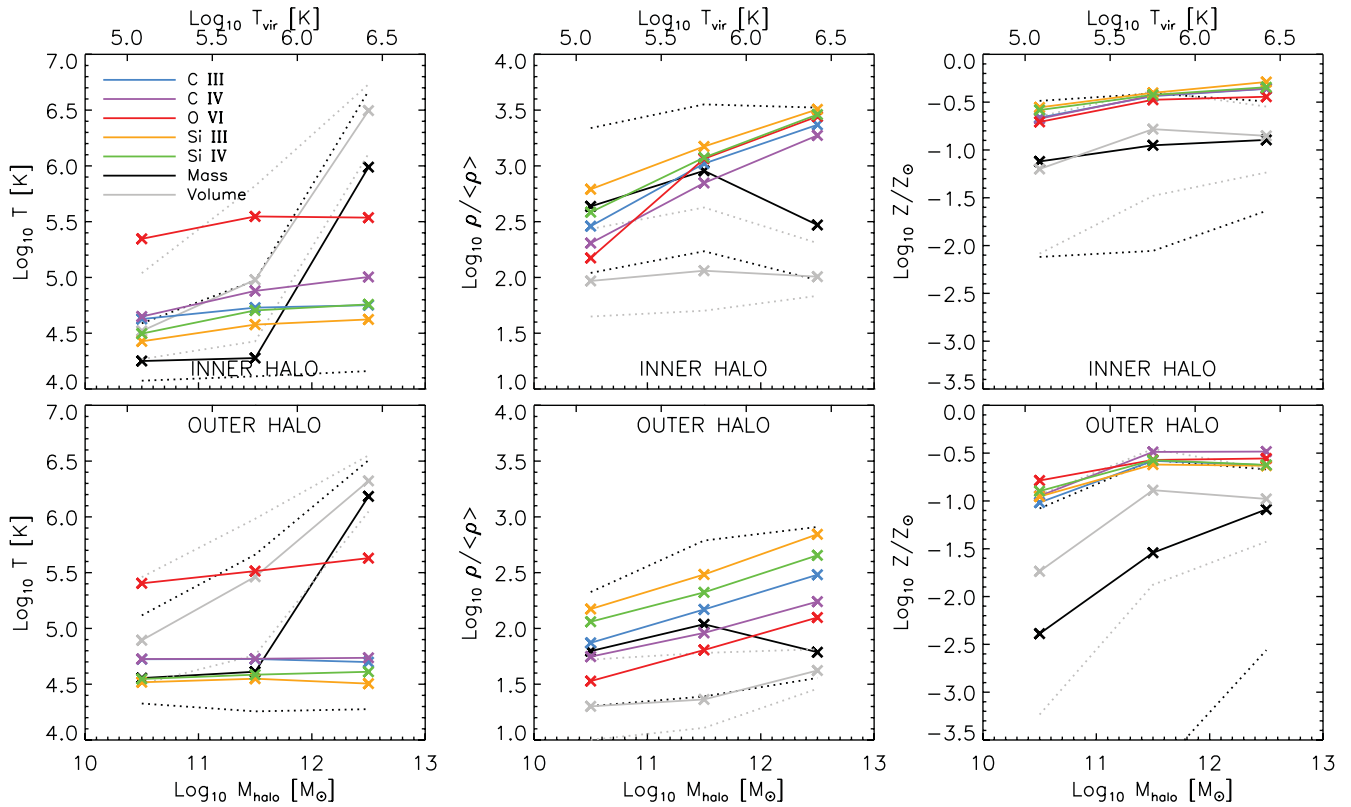 Log10 Tvir [K] Log10 Tvir [K] Log10 Tvir [K]
5.0 5.5 6.0 6.5 5.0 5.5 6.0 6.5 5.0 5.5 6.0 6.5
7.0 6.5 6.0 5.5 5.0 4.5 4.0
Log10 T [K]
C III
C IV
O VI
Si III
Si IV
Mass
Volume
INNER HALO
4.0 3.5 3.0 2.5 2.0 1.5 1.0
Log10 ρ/<ρ>
INNER HALO
0.0 −0.5 −1.0 −1.5 −2.0 −2.5 −3.0 −3.5
Log10 Z/Z⊙
INNER HALO
7.0 6.5 6.0 5.5 5.0 4.5 4.0
Log10 T [K]
OUTER HALO
4.0 3.5 3.0 2.5 2.0 1.5 1.0
Log10 ρ/<ρ>
OUTER HALO
0.0 −0.5 −1.0 −1.5 −2.0 −2.5 −3.0 −3.5
Log10 Z/Z⊙
OUTER HALO
10 11 12 13 10 11 12 13 10 11 12 13
Log10 Mhalo [M⊙] Log10 Mhalo [M⊙] Log10 Mhalo [M⊙]